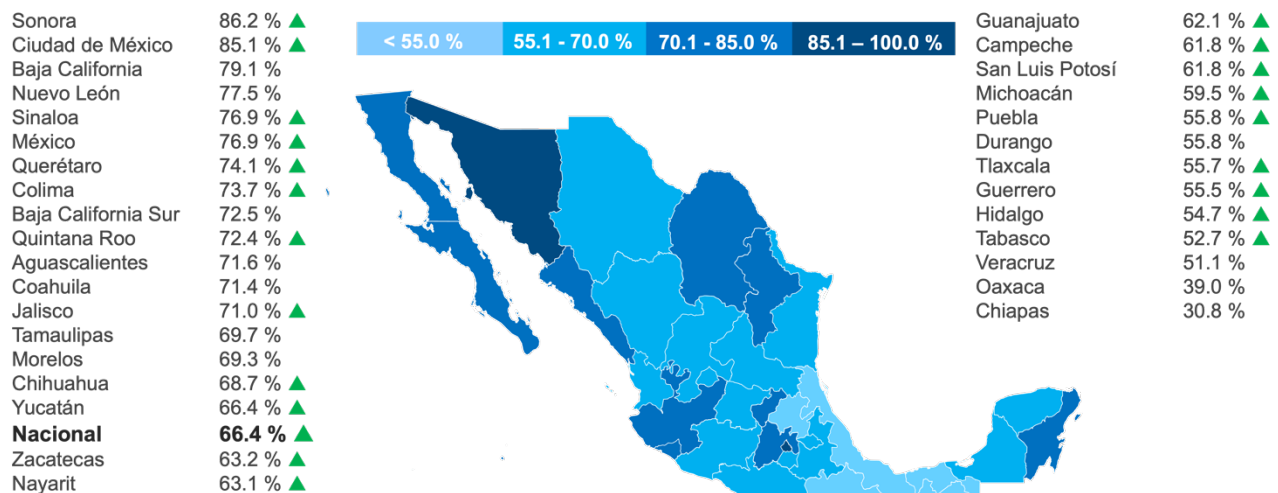 Sonora 86.2 % ▲
Ciudad de México 85.1 % ▲
Baja California 79.1 %
Nuevo León 77.5 %
Sinaloa 76.9 % ▲
México 76.9 % ▲
Querétaro 74.1 % ▲
Colima 73.7 % ▲
Baja California Sur 72.5 %
Quintana Roo 72.4 % ▲
Aguascalientes 71.6 %
Coahuila 71.4 %
Jalisco 71.0 % ▲
Tamaulipas 69.7 %
Morelos 69.3 %
Chihuahua 68.7 % ▲
Yucatán 66.4 % ▲
Nacional 66.4 % ▲
Zacatecas 63.2 % ▲
Nayarit 63.1 % ▲
< 55.0 % 55.1 - 70.0 % 70.1 - 85.0 % 85.1 – 100.0 %
Guanajuato 62.1 % ▲
Campeche 61.8 % ▲
San Luis Potosí 61.8 % ▲
Michoacán 59.5 % ▲
Puebla 55.8 % ▲
Durango 55.8 %
Tlaxcala 55.7 % ▲
Guerrero 55.5 % ▲
Hidalgo 54.7 % ▲
Tabasco 52.7 % ▲
Veracruz 51.1 %
Oaxaca 39.0 %
Chiapas 30.8 %